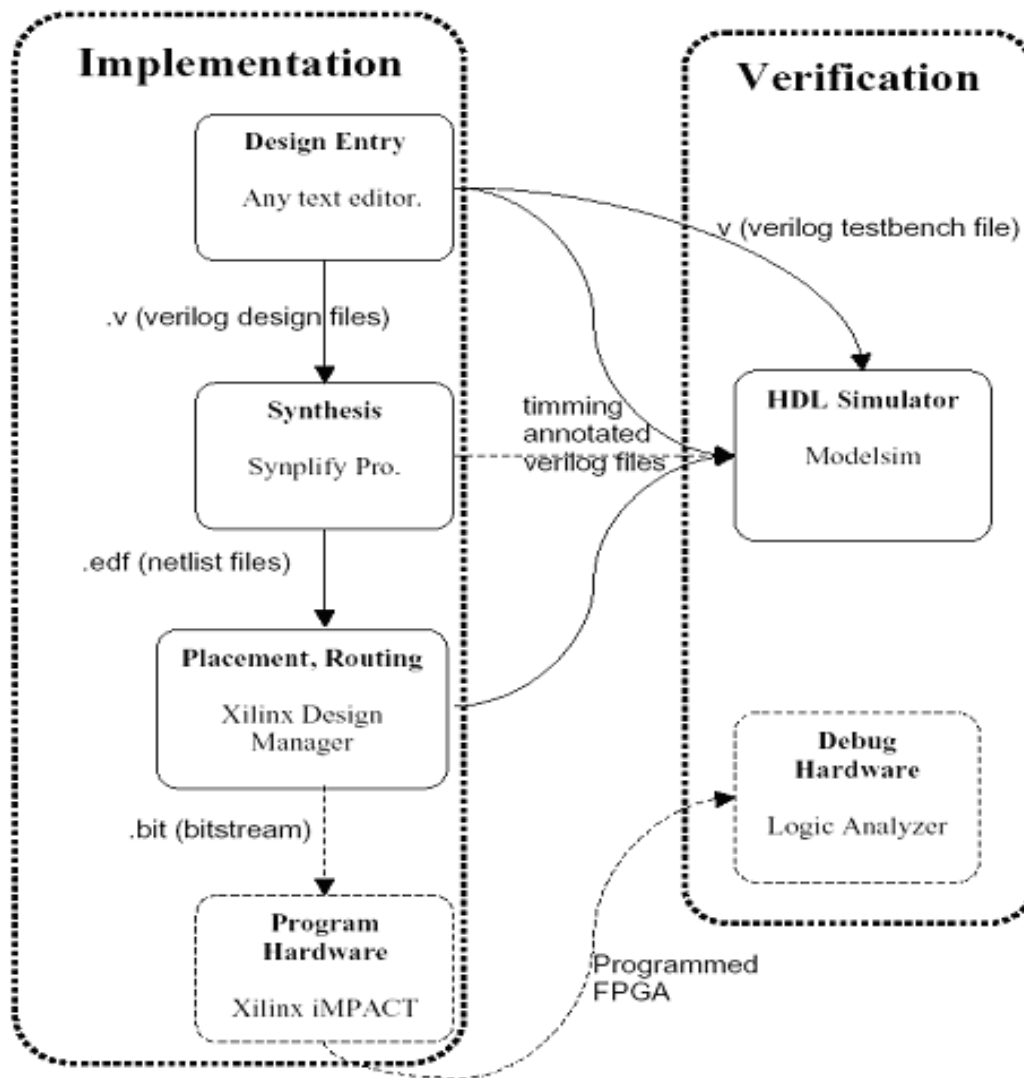 Implementation
Design Entry
Any text editor.
.v (verilog design files)
Synthesis
Synplify Pro.
.edf (netlist files)
Placement, Routing
Xilinx Design
Manager
.bit (bitstream)
Program
Hardware
Xilinx iMPACT
Verification
.v (verilog testbench file)
timming
annotated
verilog files
HDL Simulator
Modelsim
Debug
Hardware
Logic Analyzer
Programmed
FPGA